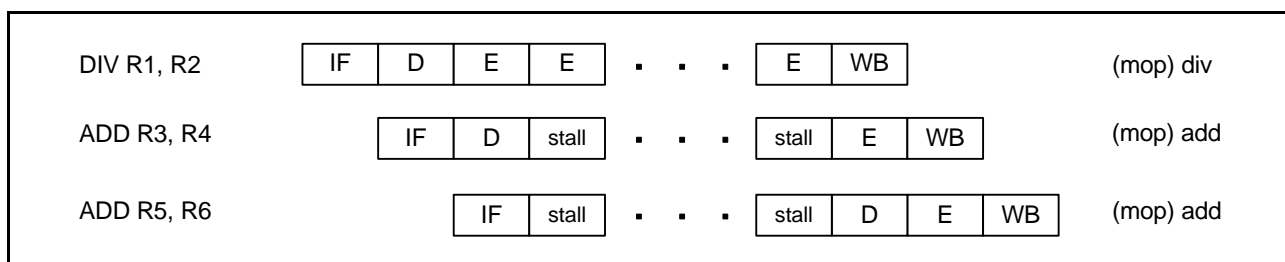 DIV R1, R2 IF D E E . . . E WB (mop) div
ADD R3, R4 IF D stall . . . stall E WB (mop) add
ADD R5, R6 IF stall . . . stall D E WB (mop) add